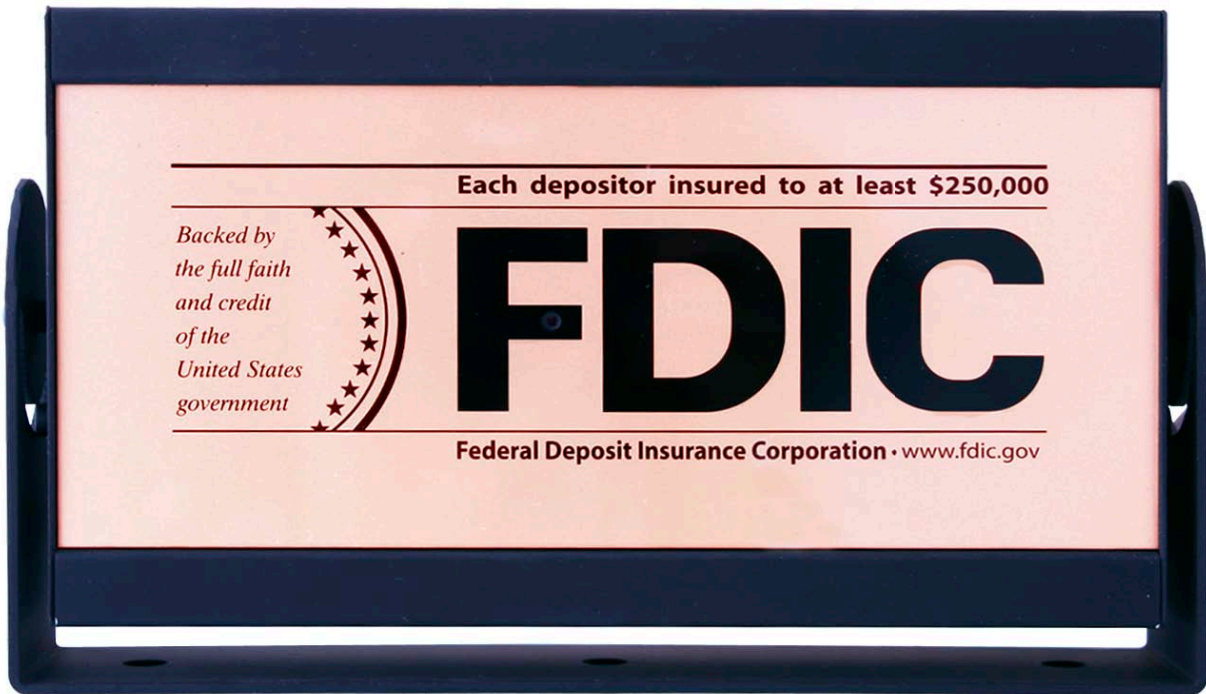 Each depositor insured to at least $250,000
Backed by
the full faith
and credit
of the
United States
government
FDIC
Federal Deposit Insurance Corporation • www.fdic.gov